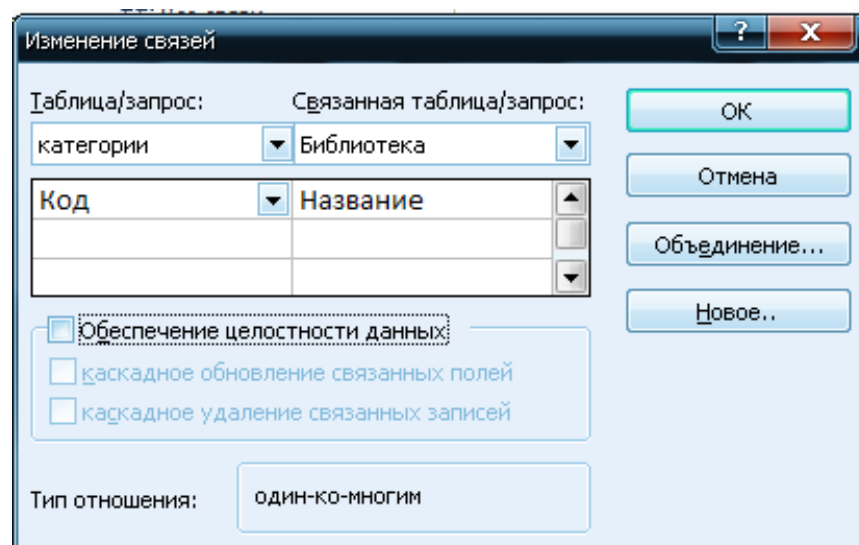 Изменение связей
?
X
Таблица/запрос:
Связанная таблица/запрос:
категории
Библиотека
Код
Название
Обеспечение целостности данных
каскадное обновление связанных полей
каскадное удаление связанных записей
Тип отношения:
один-ко-многим
ОК
Отмена
Объединение...
Новое..